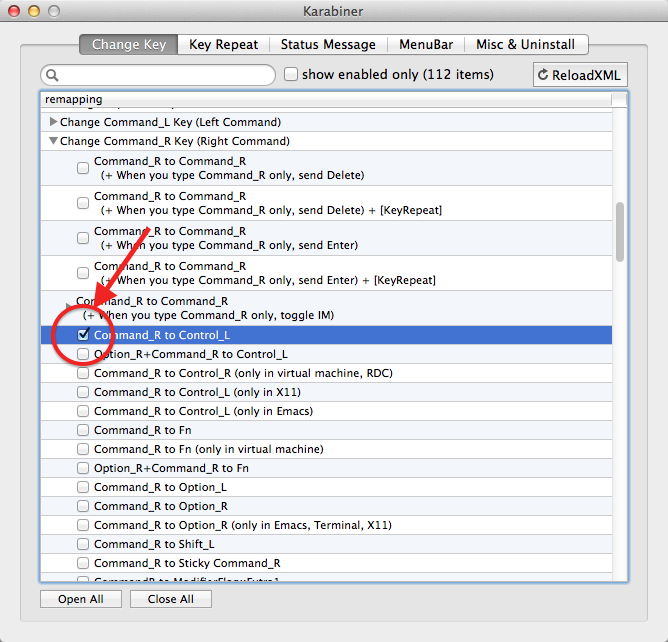 Karabiner
Change Key Key Repeat Status Message MenuBar Misc & Uninstall
show enabled only (112 items) ReloadXML
remapping
Change Command_L Key (Left Command)
Change Command_R Key (Right Command)
Command_R to Command_R
(+ When you type Command_R only, send Delete)
Command_R to Command_R
(+ When you type Command_R only, send Delete) + [KeyRepeat]
Command_R to Command_R
(+ When you type Command_R only, send Enter)
Command_R to Command_R
(+ When you type Command_R only, send Enter) + [KeyRepeat]
Command_R to Command_R
(+ When you type Command_R only, toggle IM)
Command_R to Control_L
Option_R+Command_R to Control_L
Command_R to Control_R (only in virtual machine, RDC)
Command_R to Control_L (only in X11)
Command_R to Control_L (only in Emacs)
Command_R to Fn
Command_R to Fn (only in virtual machine)
Option_R+Command_R to Fn
Command_R to Option_L
Command_R to Option_R
Command_R to Option_R (only in Emacs, Terminal, X11)
Command_R to Shift_L
Command_R to Sticky Command_R
Open All Close All